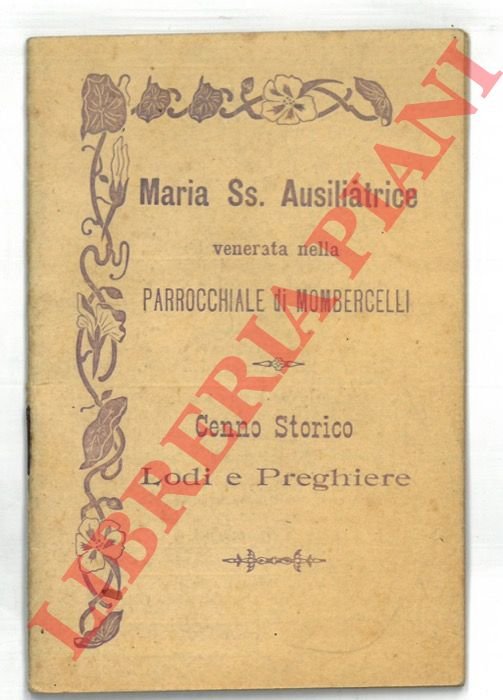 Maria Ss. Ausiliatrice
venerata nella
PARROCCHIALE di MOMBERCELLI
Cenno Storico
Lodi e Preghiere
LIBRERIA PIANI